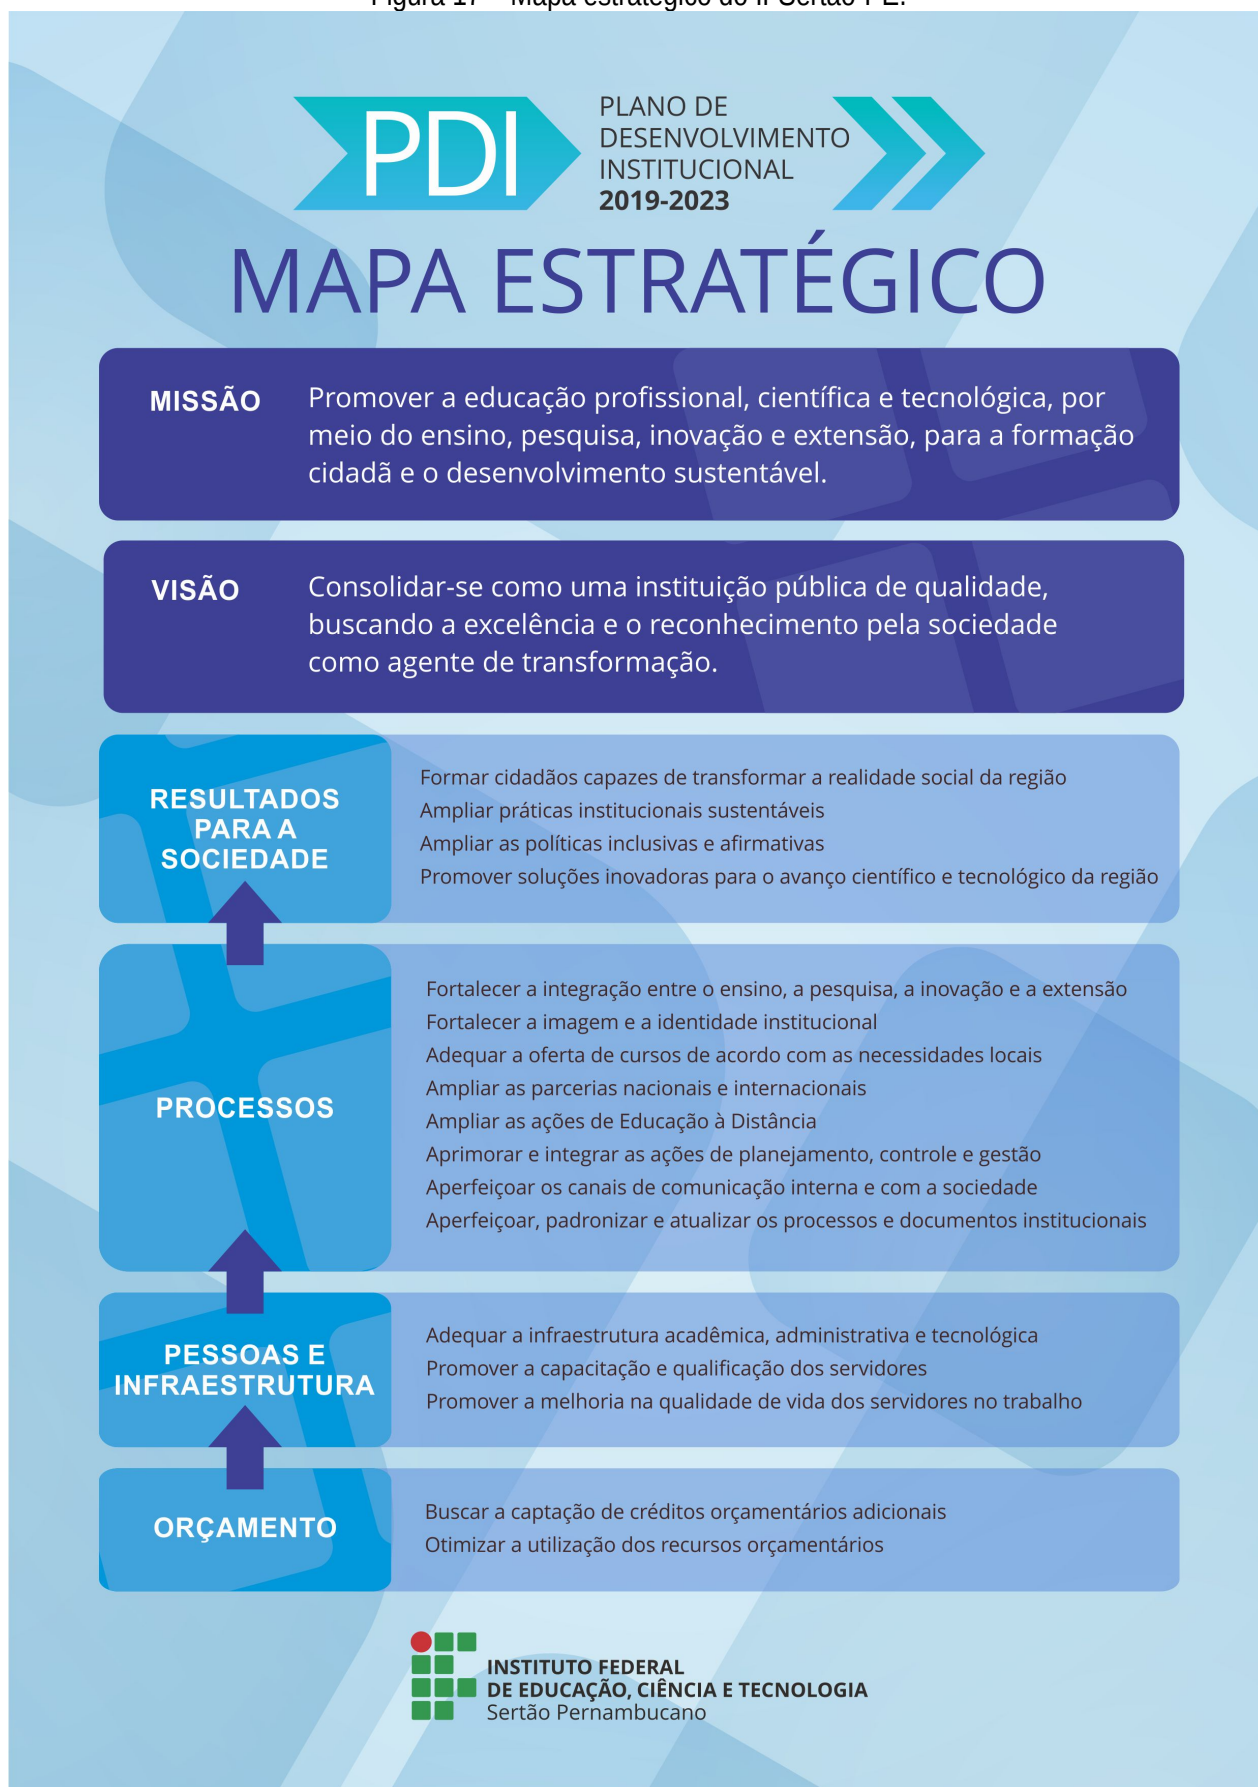 Figura 17 – Mapa estratégico do IFSertão-PE.
PDI
PLANO DE
DESENVOLVIMENTO
INSTITUCIONAL
2019-2023
MAPA ESTRATÉGICO
MISSÃO
Promover a educação profissional, científica e tecnológica, por
meio do ensino, pesquisa, inovação e extensão, para a formação
cidadã e o desenvolvimento sustentável.
VISÃO
Consolidar-se como uma instituição pública de qualidade,
buscando a excelência e o reconhecimento pela sociedade
como agente de transformação.
RESULTADOS
PARA A
SOCIEDADE
Formar cidadãos capazes de transformar a realidade social da região
Ampliar práticas institucionais sustentáveis
Ampliar as políticas inclusivas e afirmativas
Promover soluções inovadoras para o avanço científico e tecnológico da região
PROCESSOS
Fortalecer a integração entre o ensino, a pesquisa, a inovação e a extensão
Fortalecer a imagem e a identidade institucional
Adequar a oferta de cursos de acordo com as necessidades locais
Ampliar as parcerias nacionais e internacionais
Ampliar as ações de Educação à Distância
Aprimorar e integrar as ações de planejamento, controle e gestão
Aperfeiçoar os canais de comunicação interna e com a sociedade
Aperfeiçoar, padronizar e atualizar os processos e documentos institucionais
PESSOAS E
INFRAESTRUTURA
Adequar a infraestrutura acadêmica, administrativa e tecnológica
Promover a capacitação e qualificação dos servidores
Promover a melhoria na qualidade de vida dos servidores no trabalho
ORÇAMENTO
Buscar a captação de créditos orçamentários adicionais
Otimizar a utilização dos recursos orçamentários
INSTITUTO FEDERAL
DE EDUCAÇÃO, CIÊNCIA E TECNOLOGIA
Sertão Pernambucano